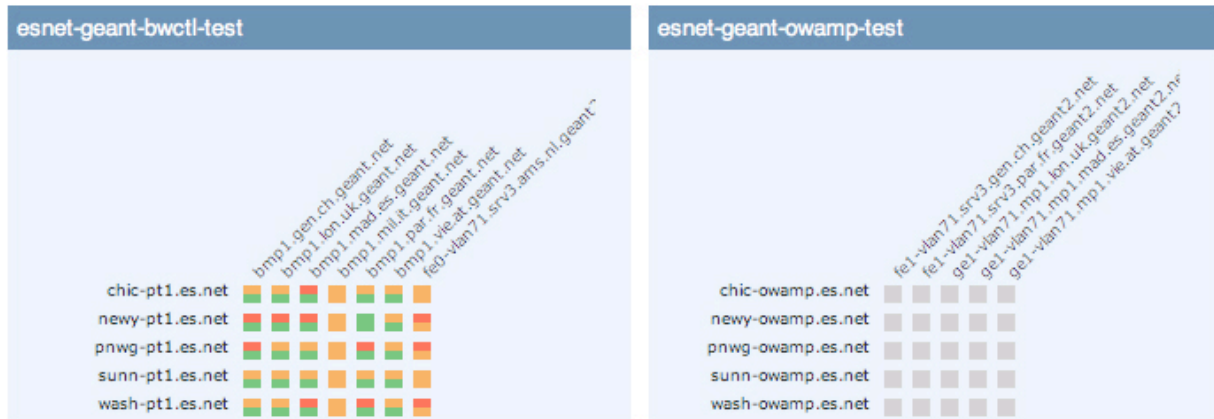 esnet-geant-bwctl-test
bmp1.gen.ch.geant.net
bmp1.lon.uk.geant.net
bmp1.mad.es.geant.net
bmp1.mil.it.geant.net
bmp1.par.fr.geant.net
bmp1.vie.at.geant.net
fe0-vlan71.srv3.ams.nl.geant
chic-pt1.es.net
newy-pt1.es.net
pnwg-pt1.es.net
sunn-pt1.es.net
wash-pt1.es.net
esnet-geant-owamp-test
fe1-vlan71.srv3.gen.ch.geant2.net
fe1-vlan71.srv3.par.fr.geant2.net
ge1-vlan71.mp1.lon.uk.geant2.net
ge1-vlan71.mp1.mad.es.geant2.ne
ge1-vlan71.mp1.vie.at.geant2
chic-owamp.es.net
newy-owamp.es.net
pnwg-owamp.es.net
sunn-owamp.es.net
wash-owamp.es.net